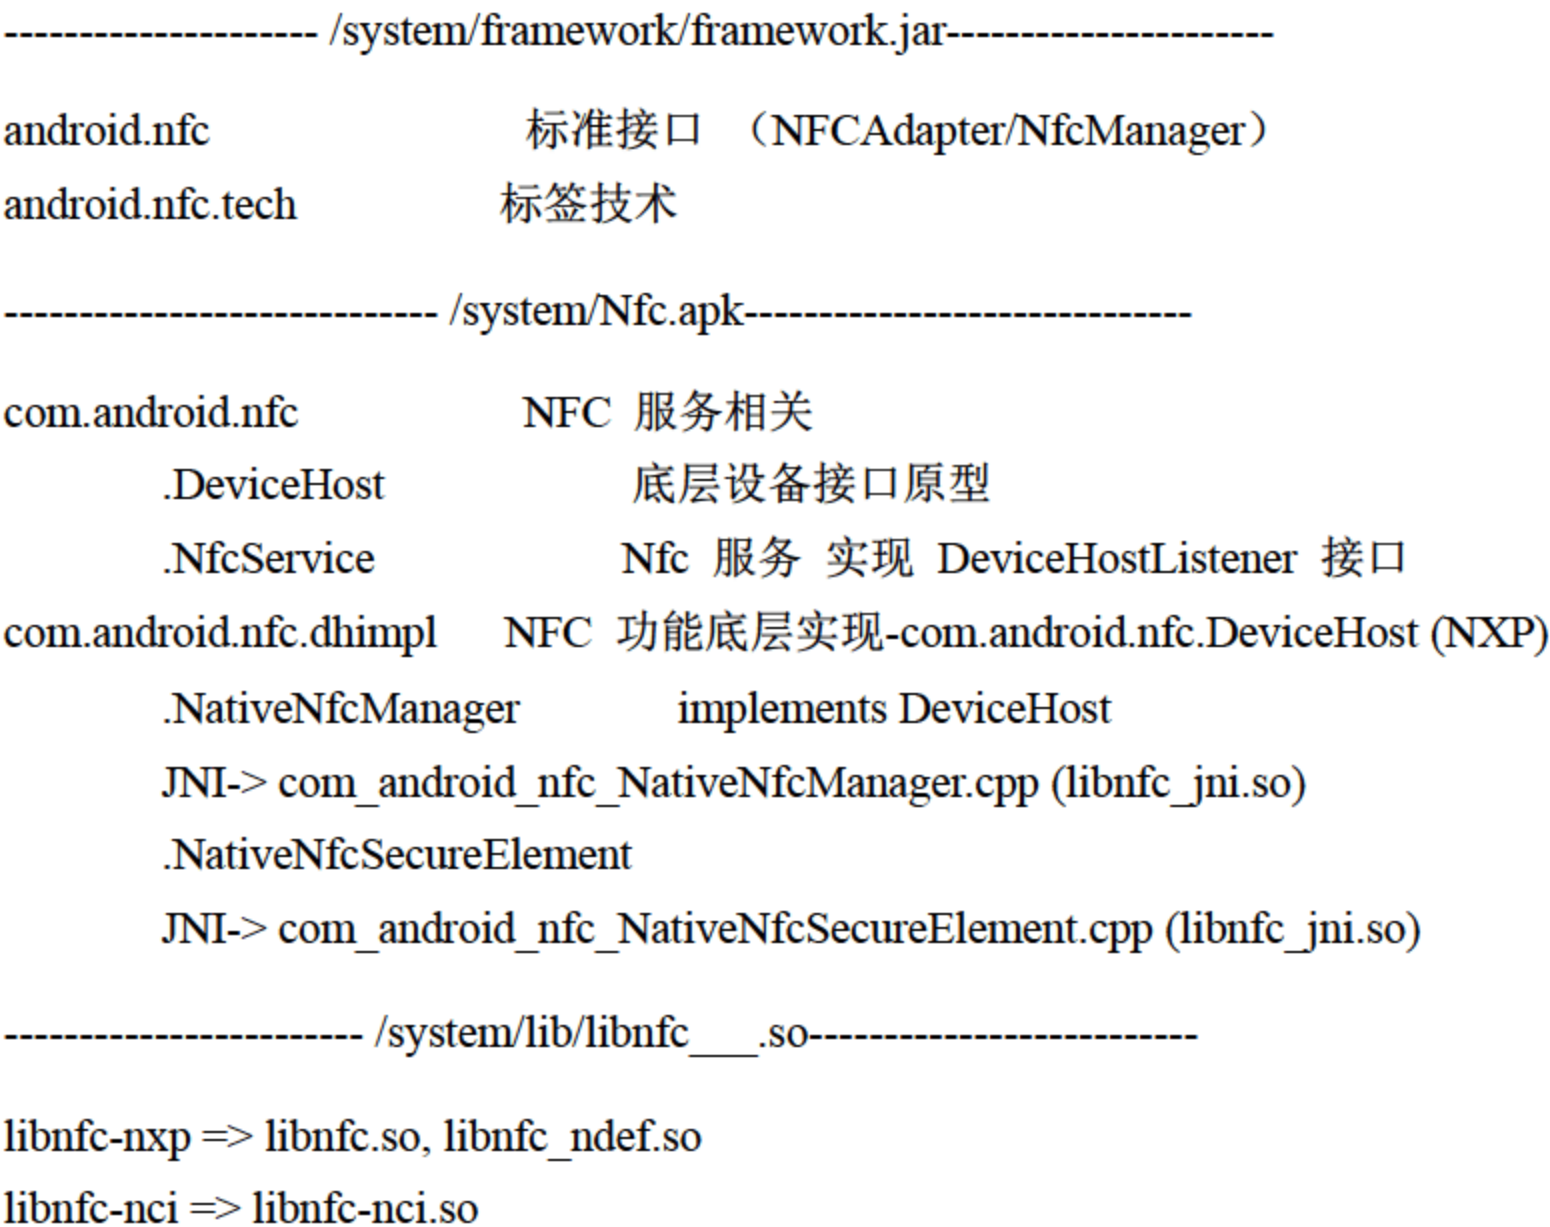 --------------------- /system/framework/framework.jar----------------------
android.nfc 标准接口 （NFCAdapter/NfcManager）
android.nfc.tech 标签技术
----------------------------- /system/Nfc.apk------------------------------
com.android.nfc NFC 服务相关
.DeviceHost 底层设备接口原型
.NfcService Nfc 服务 实现 DeviceHostListener 接口
com.android.nfc.dhimpl NFC 功能底层实现-com.android.nfc.DeviceHost (NXP)
.NativeNfcManager implements DeviceHost
JNI-> com_android_nfc_NativeNfcManager.cpp (libnfc_jni.so)
.NativeNfcSecureElement
JNI-> com_android_nfc_NativeNfcSecureElement.cpp (libnfc_jni.so)
------------------------ /system/lib/libnfc___.so--------------------------
libnfc-nxp => libnfc.so, libnfc_ndef.so
libnfc-nci => libnfc-nci.so